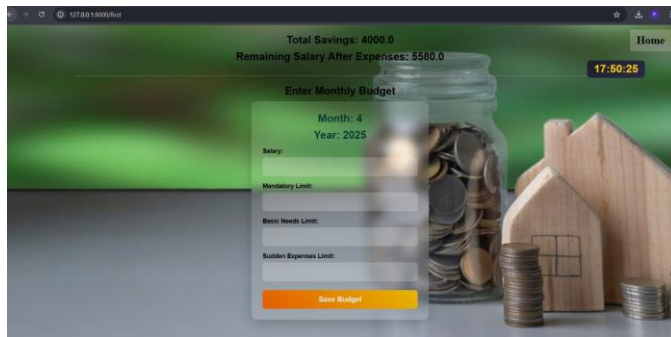 127.0.0.1:8000/first
Total Savings: 4000.0
Home
Remaining Salary After Expenses: 5580.0
17:50:25
Enter Monthly Budget
Month: 4
Year: 2025
Salary:
Mandatory Limit:
Basic Needs Limit:
Sudden Expenses Limit:
Save Budget